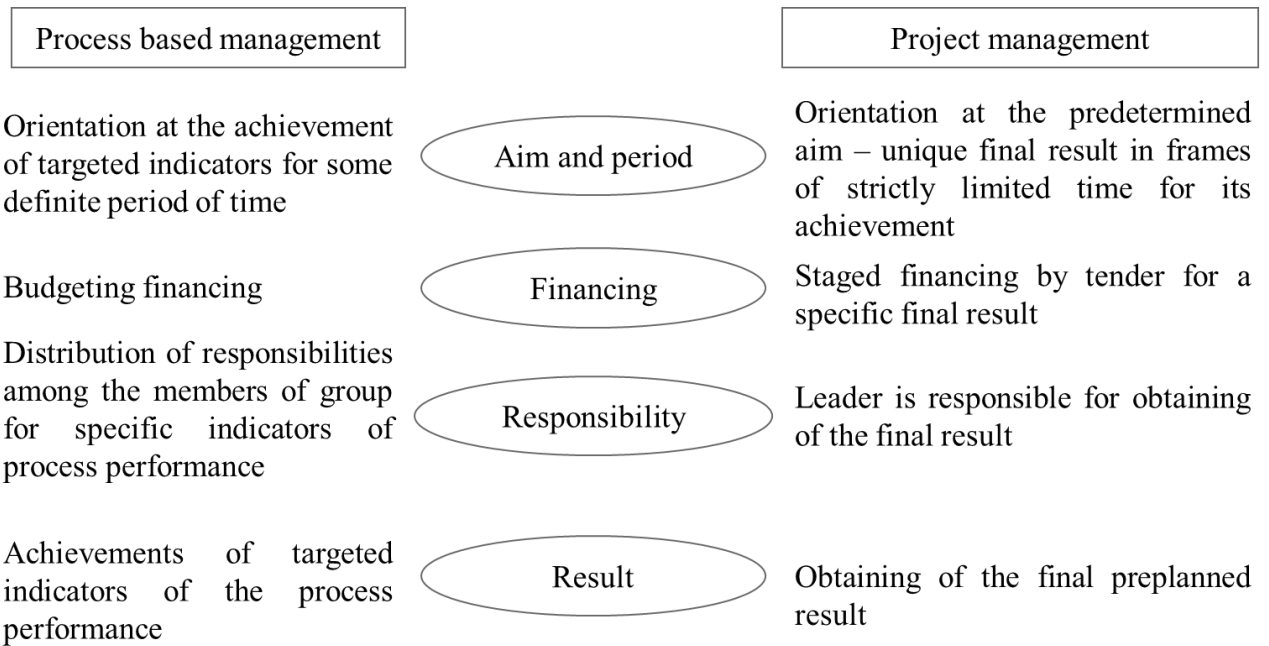 Process based management
Project management
Orientation at the achievement
of targeted indicators for some
definite period of time
Aim and period
Orientation at the predetermined
aim – unique final result in frames
of strictly limited time for its
achievement
Budgeting financing
Financing
Staged financing by tender for a
specific final result
Distribution of responsibilities
among the members of group
for specific indicators of
process performance
Responsibility
Leader is responsible for obtaining
of the final result
Achievements of targeted
indicators of the process
performance
Result
Obtaining of the final preplanned
result